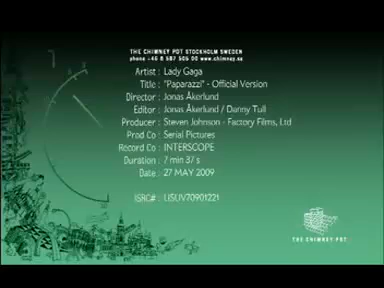 THE CHIMNEY POT STOCKHOLM SWEDEN
phone +46 8 587 505 00 www.chimney.se
Artist : Lady Gaga
Title : "Paparazzi" - Official Version
Director : Jonas Åkerlund
Editor : Jonas Åkerlund / Danny Tull
Producer : Steven Johnson - Factory Films, Ltd
Prod Co : Serial Pictures
Record Co : INTERSCOPE
Duration : 7 min 37 s
Date : 27 MAY 2009
ISRC# : USUV70901221
THE CHIMNEY POT